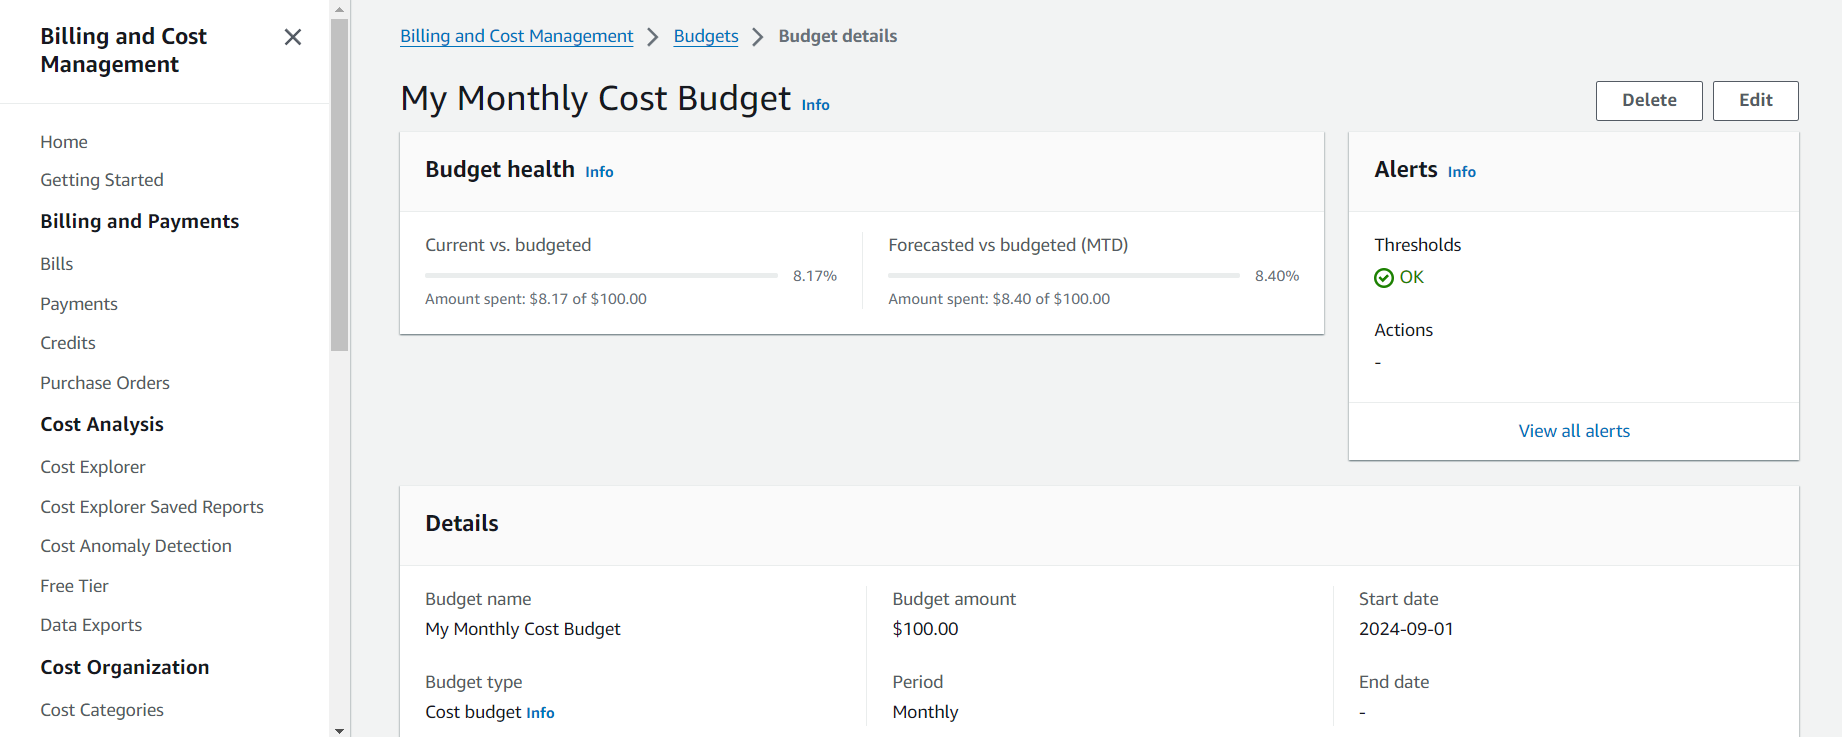 Billing and Cost
Management
Home
Getting Started
Billing and Payments
Bills
Payments
Credits
Purchase Orders
Cost Analysis
Cost Explorer
Cost Explorer Saved Reports
Cost Anomaly Detection
Free Tier
Data Exports
Cost Organization
Cost Categories
Billing and Cost Management > Budgets > Budget details
My Monthly Cost Budget Info
Delete Edit
Budget health Info
Current vs. budgeted
8.17%
Amount spent: $8.17 of $100.00
Forecasted vs budgeted (MTD)
8.40%
Amount spent: $8.40 of $100.00
Alerts Info
Thresholds
OK
Actions
-
View all alerts
Details
Budget name
My Monthly Cost Budget
Budget type
Cost budget Info
Budget amount
$100.00
Period
Monthly
Start date
2024-09-01
End date
-